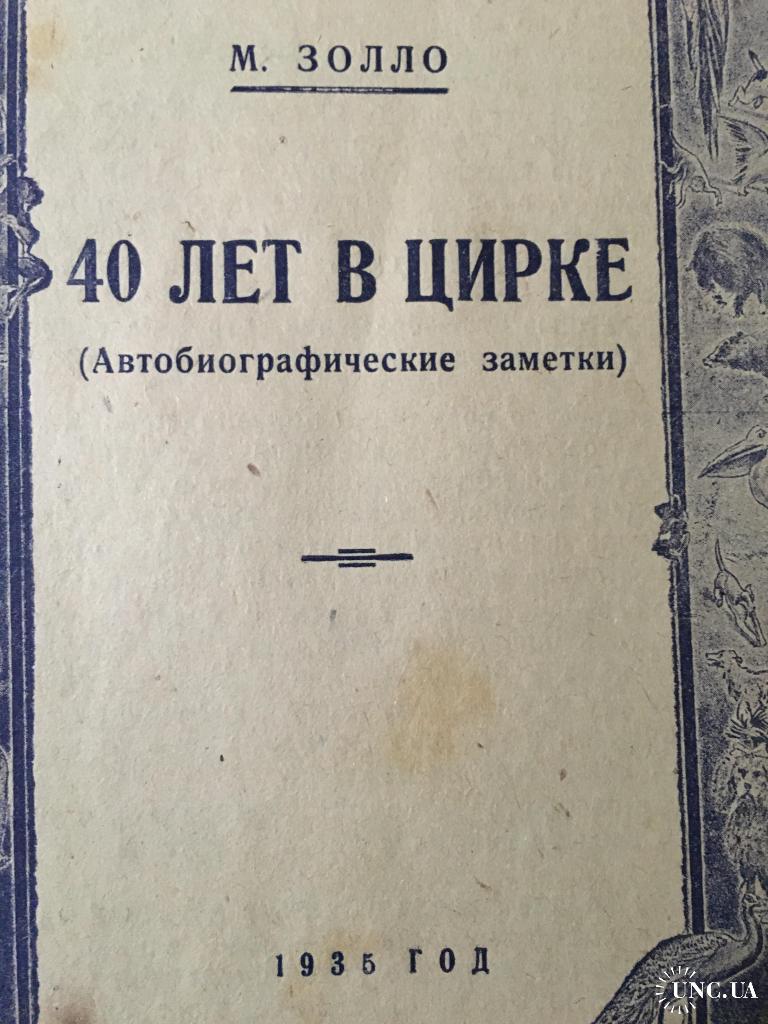 М. ЗОЛЛО
40 ЛЕТ В ЦИРКЕ
(Автобиографические заметки)
1935 ГОД
UNC.UA